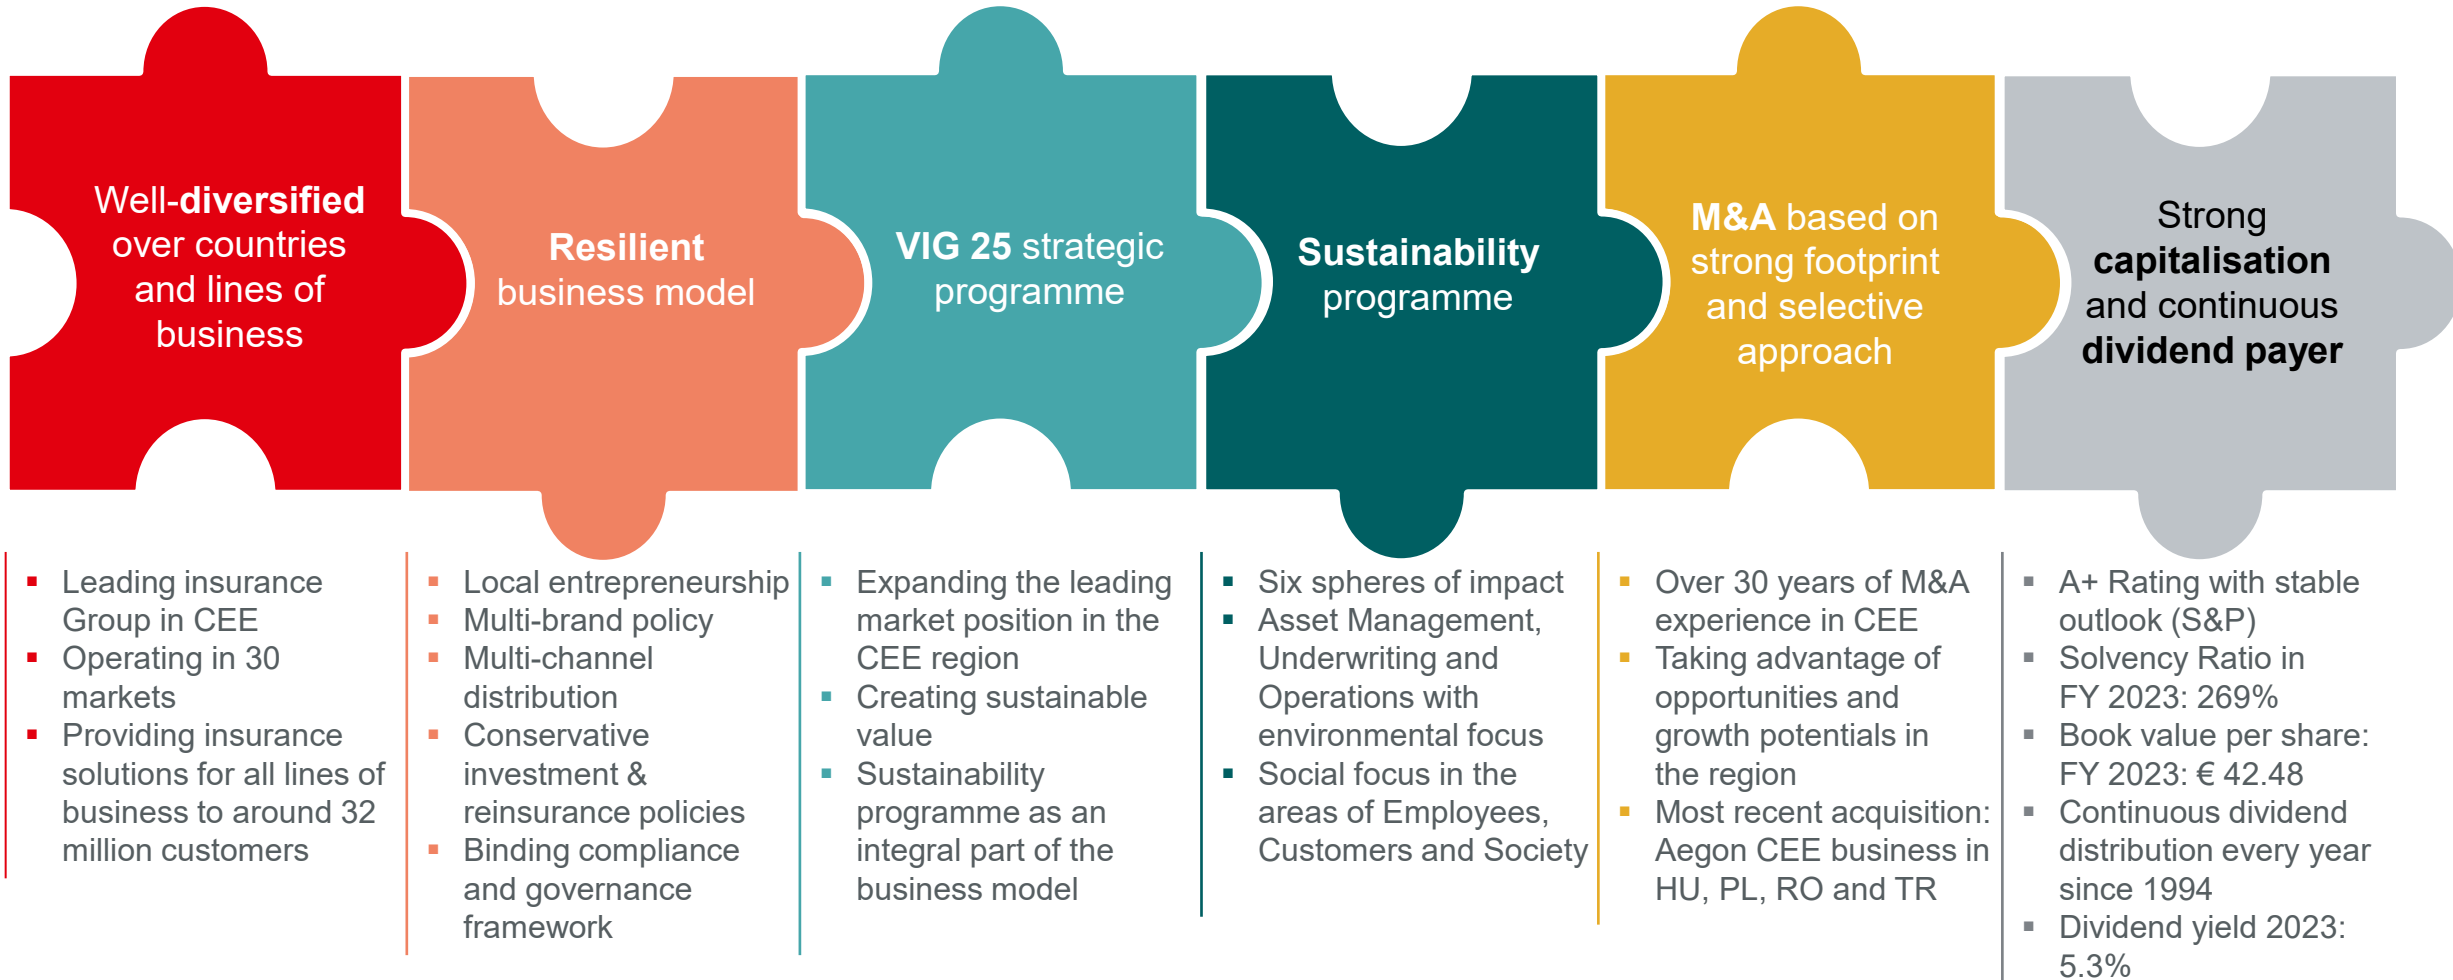 Well-diversified
over countries
and lines of
business
Resilient
business model
VIG 25 strategic
programme
Sustainability
programme
M&A based on
strong footprint
and selective
approach
Strong
capitalisation
and continuous
dividend payer
▪ Leading insurance
Group in CEE
▪ Operating in 30
markets
▪ Providing insurance
solutions for all lines of
business to around 32
million customers
▪ Local entrepreneurship
▪ Multi-brand policy
▪ Multi-channel
distribution
▪ Conservative
investment &
reinsurance policies
▪ Binding compliance
and governance
framework
▪ Expanding the leading
market position in the
CEE region
▪ Creating sustainable
value
▪ Sustainability
programme as an
integral part of the
business model
▪ Six spheres of impact
▪ Asset Management,
Underwriting and
Operations with
environmental focus
▪ Social focus in the
areas of Employees,
Customers and Society
▪ Over 30 years of M&A
experience in CEE
▪ Taking advantage of
opportunities and
growth potentials in
the region
▪ Most recent acquisition:
Aegon CEE business in
HU, PL, RO and TR
▪ A+ Rating with stable
outlook (S&P)
▪ Solvency Ratio in
FY 2023: 269%
▪ Book value per share:
FY 2023: € 42.48
▪ Continuous dividend
distribution every year
since 1994
▪ Dividend yield 2023:
5.3%